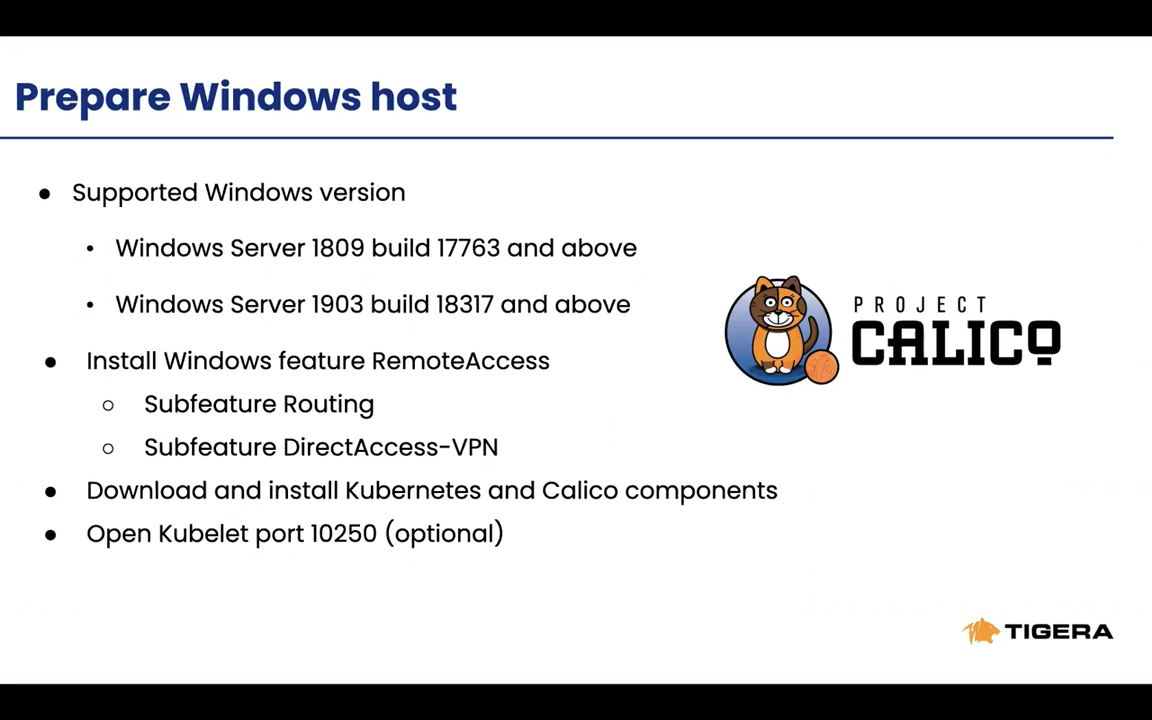 Prepare Windows host
● Supported Windows version
• Windows Server 1809 build 17763 and above
• Windows Server 1903 build 18317 and above
● Install Windows feature RemoteAccess
○ Subfeature Routing
○ Subfeature DirectAccess-VPN
● Download and install Kubernetes and Calico components
● Open Kubelet port 10250 (optional)
PROJECT
CALICO
TIGERA